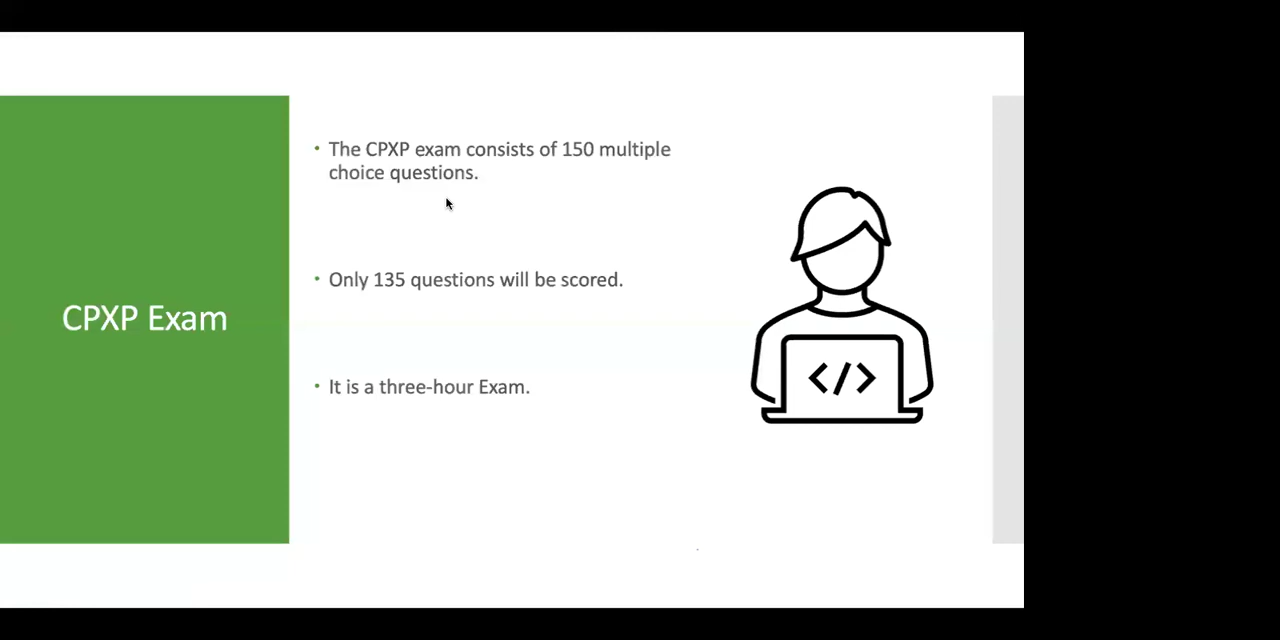 CPXP Exam
• The CPXP exam consists of 150 multiple
choice questions.
• Only 135 questions will be scored.
• It is a three-hour Exam.
</>